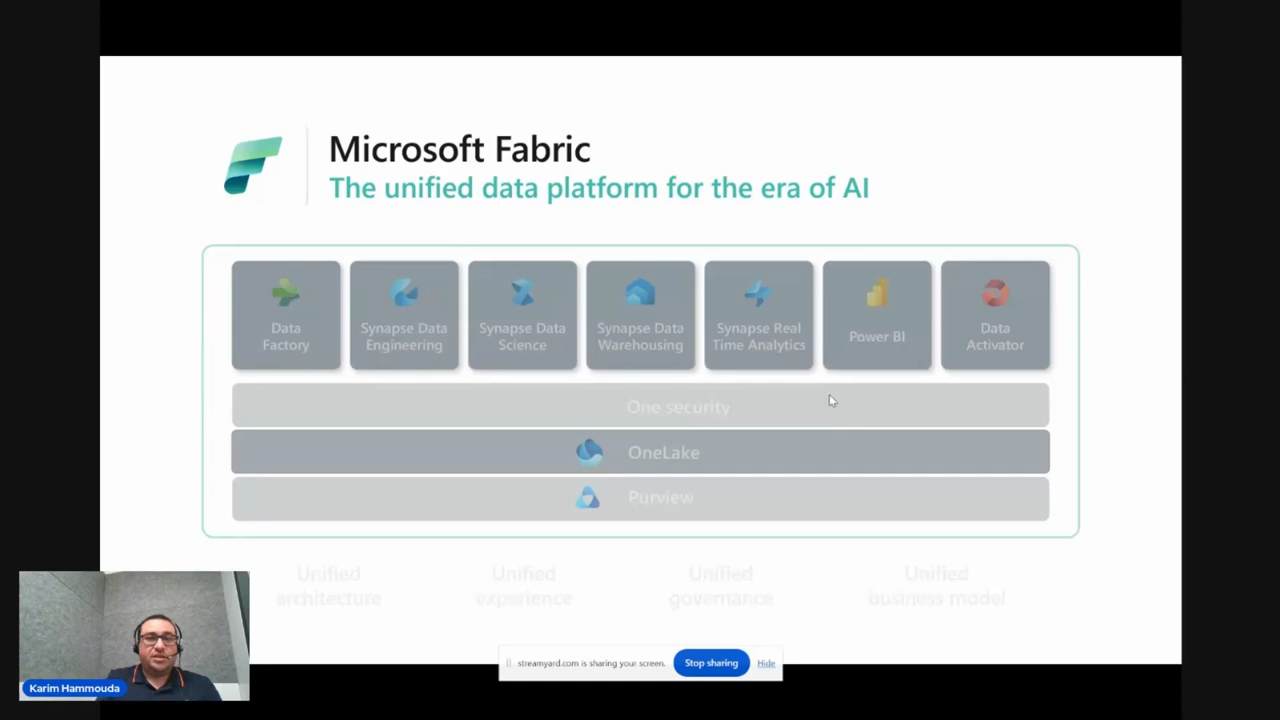 Microsoft Fabric
The unified data platform for the era of AI
Data
Factory
Synapse Data
Engineering
Synapse Data
Science
Synapse Data
Warehousing
Synapse Real
Time Analytics
Power BI
Data
Activator
One security
OneLake
Purview
Unified
architecture
Unified
experience
Unified
governance
Unified
business model
streamyard.com is sharing your screen.
Stop sharing
Hide
Karim Hammouda